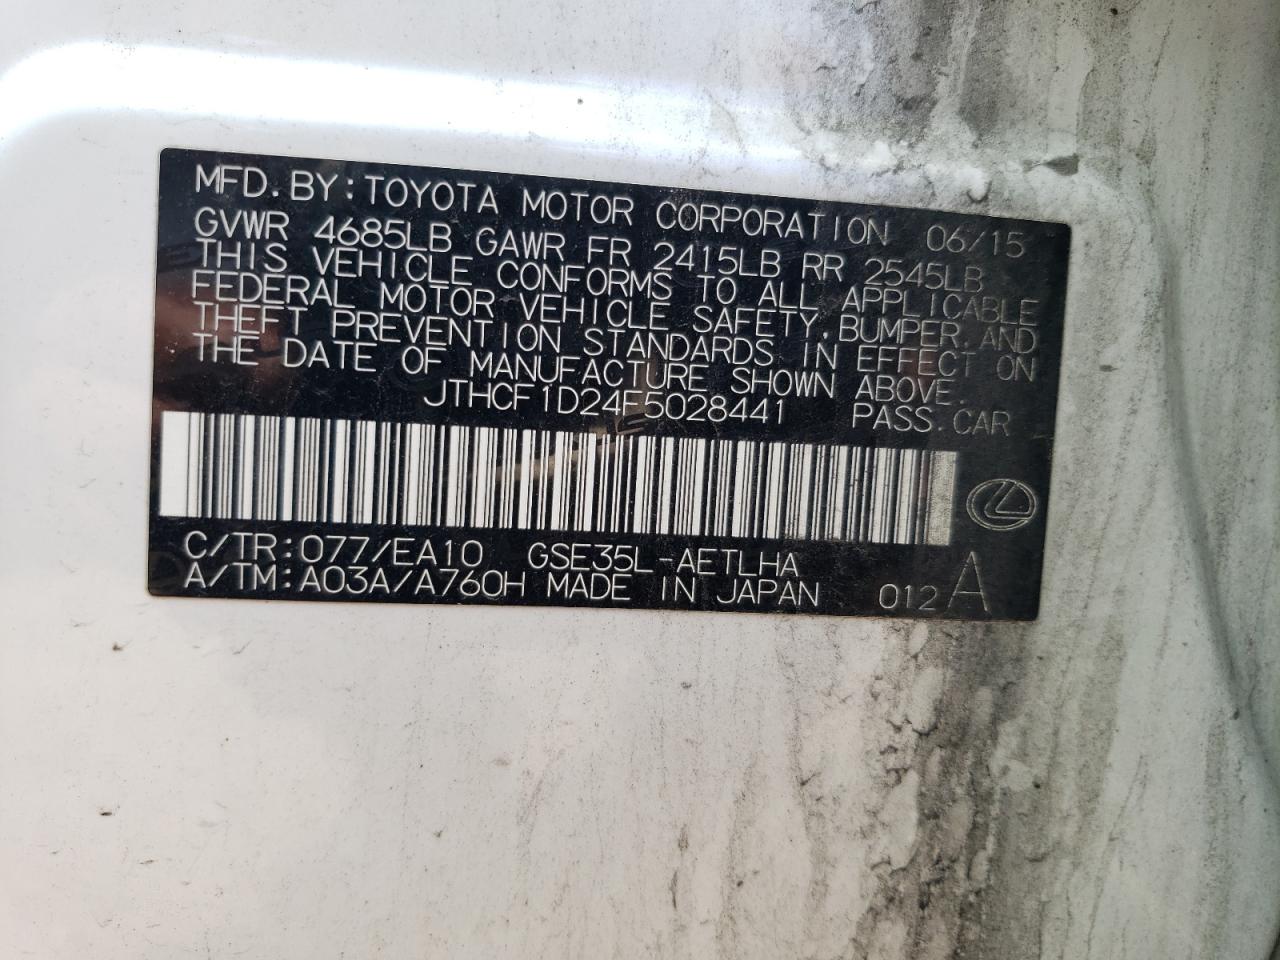 MFD.BY:TOYOTA MOTOR CORPORATION 06/15
GVWR 4685LB GAWR FR 2415LB RR 2545LB
THIS VEHICLE CONFORMS TO ALL APPLICABLE
FEDERAL MOTOR VEHICLE SAFETY,BUMPER,AND
THEFT PREVENTION STANDARDS IN EFFECT ON
THE DATE OF MANUFACTURE SHOWN ABOVE.
JTHCF1D24F5028441 PASS.CAR
C/TR:077/EA10 GSE35L-AETLHA
A/TM:A03A/A760H MADE IN JAPAN 012 A